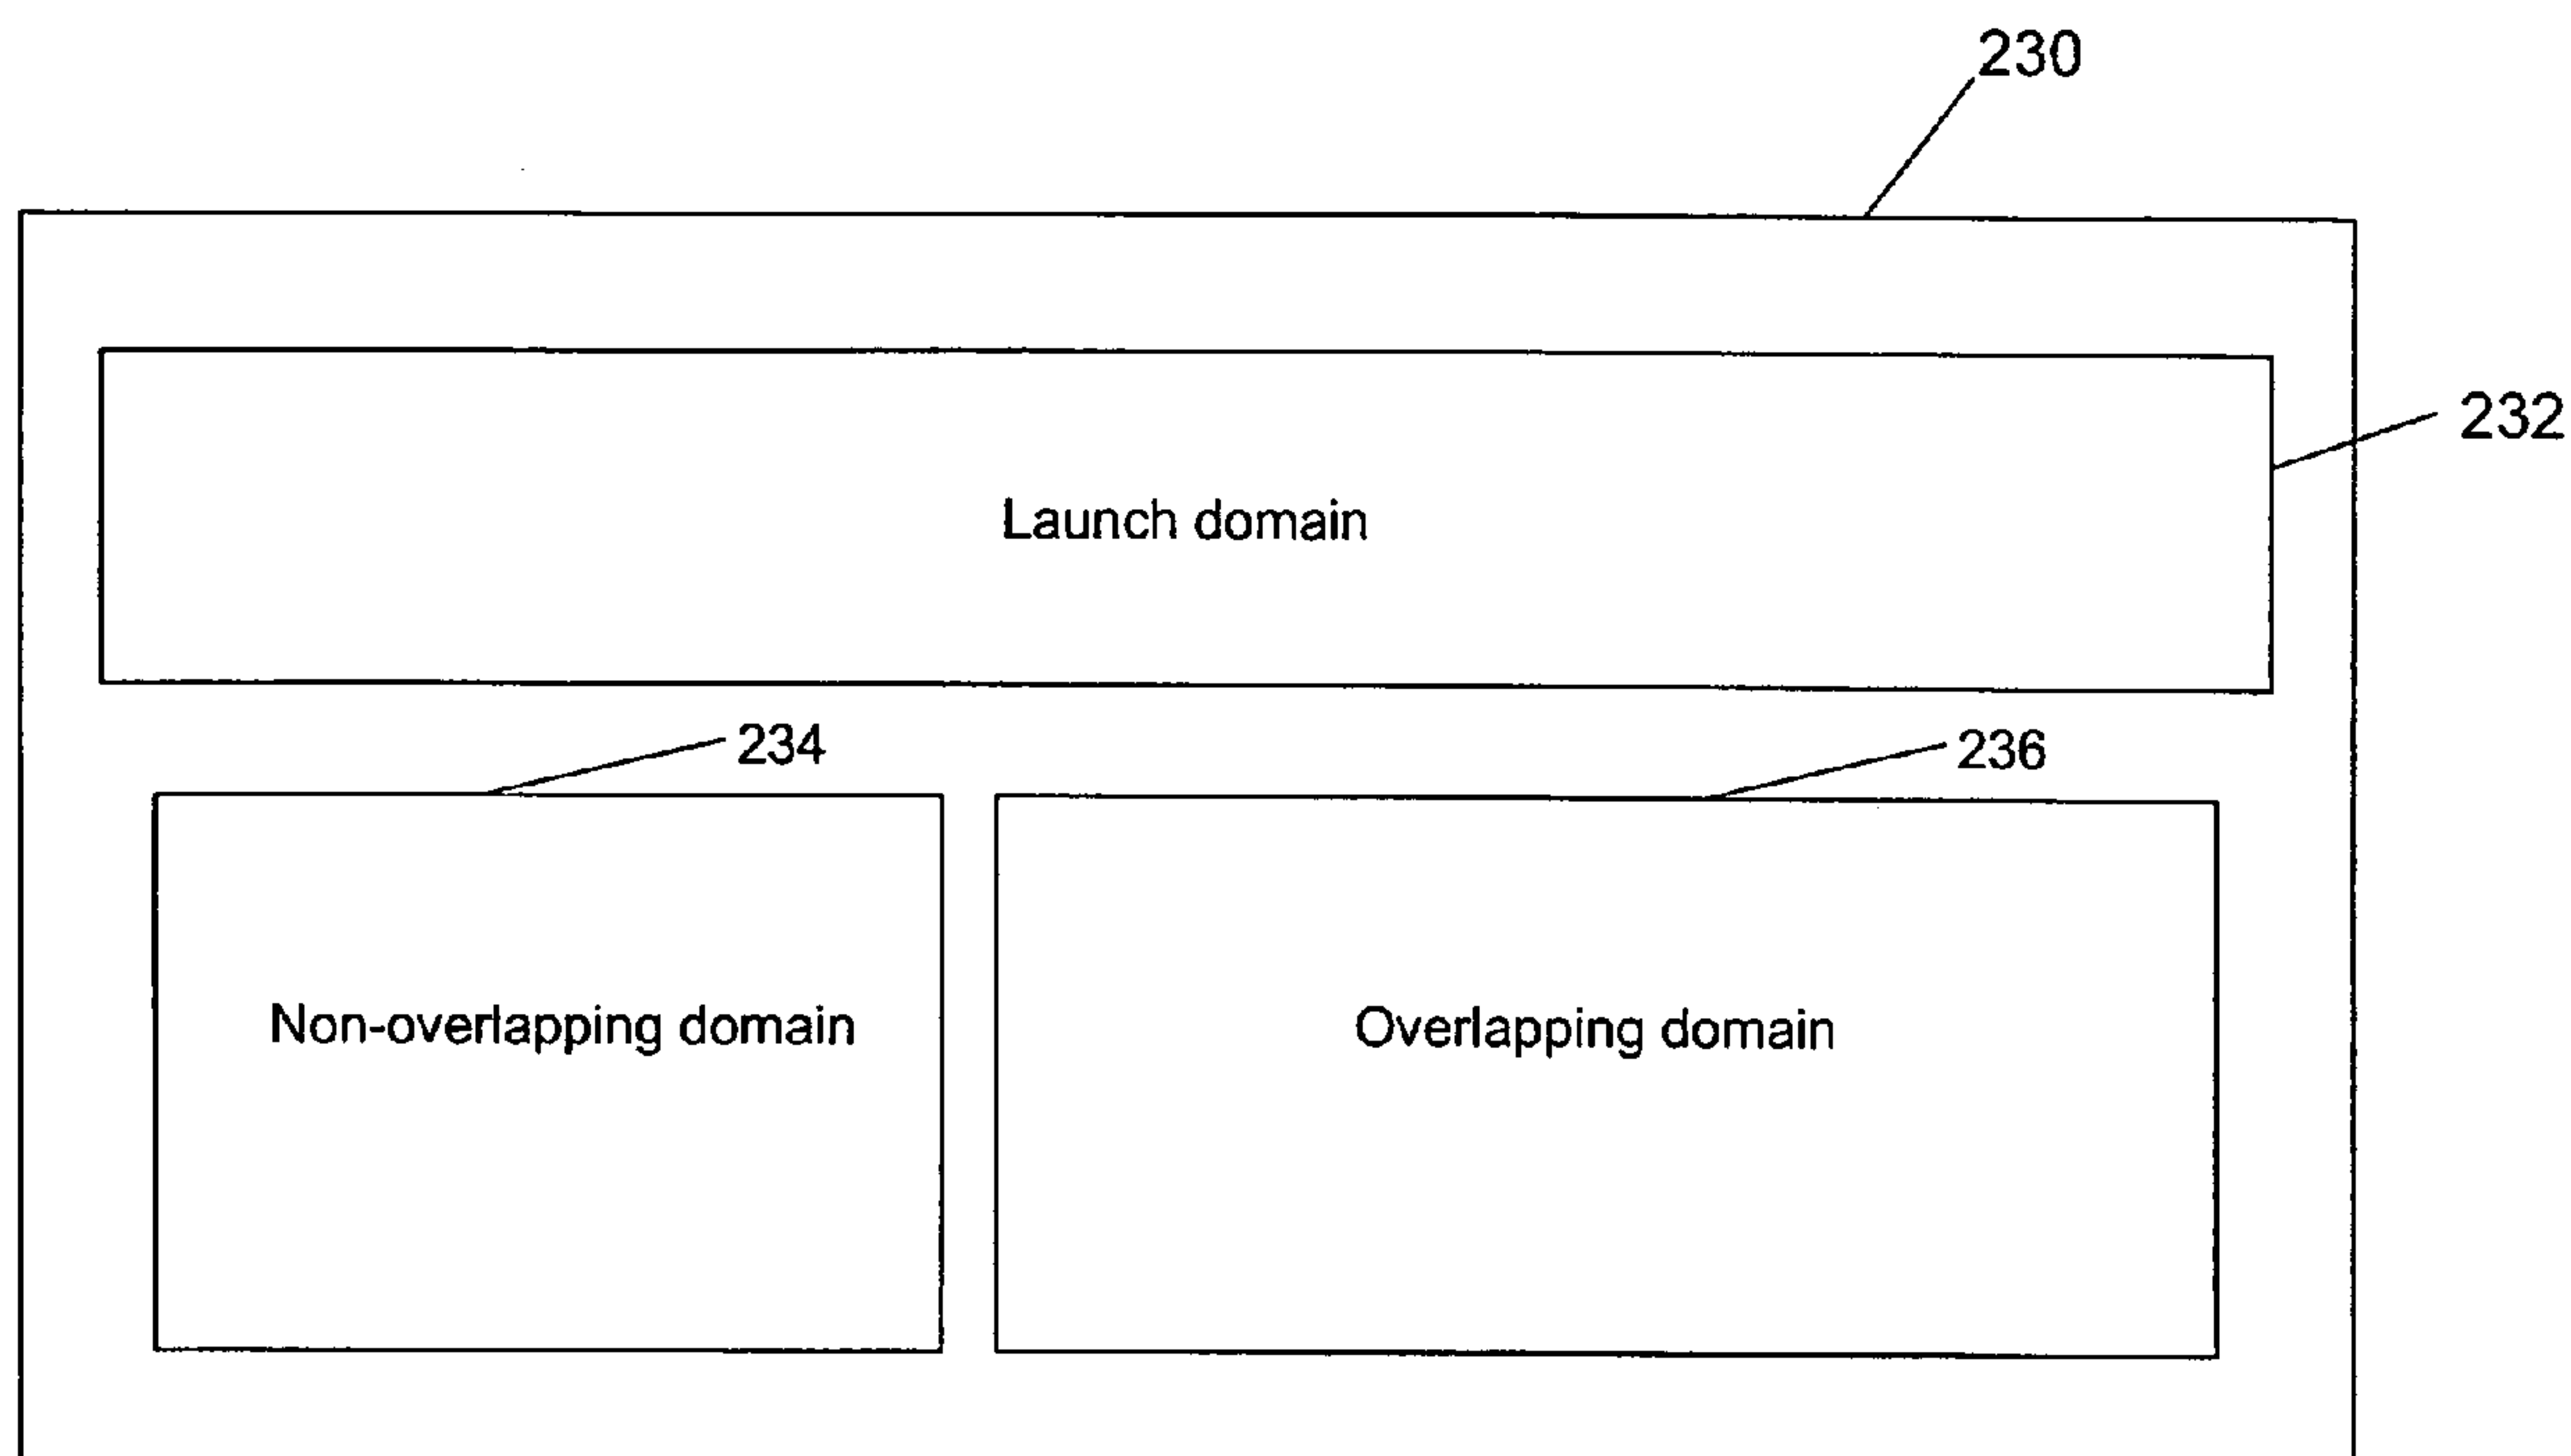 230
232
Launch domain
234
236
Non-overlapping domain
Overlapping domain